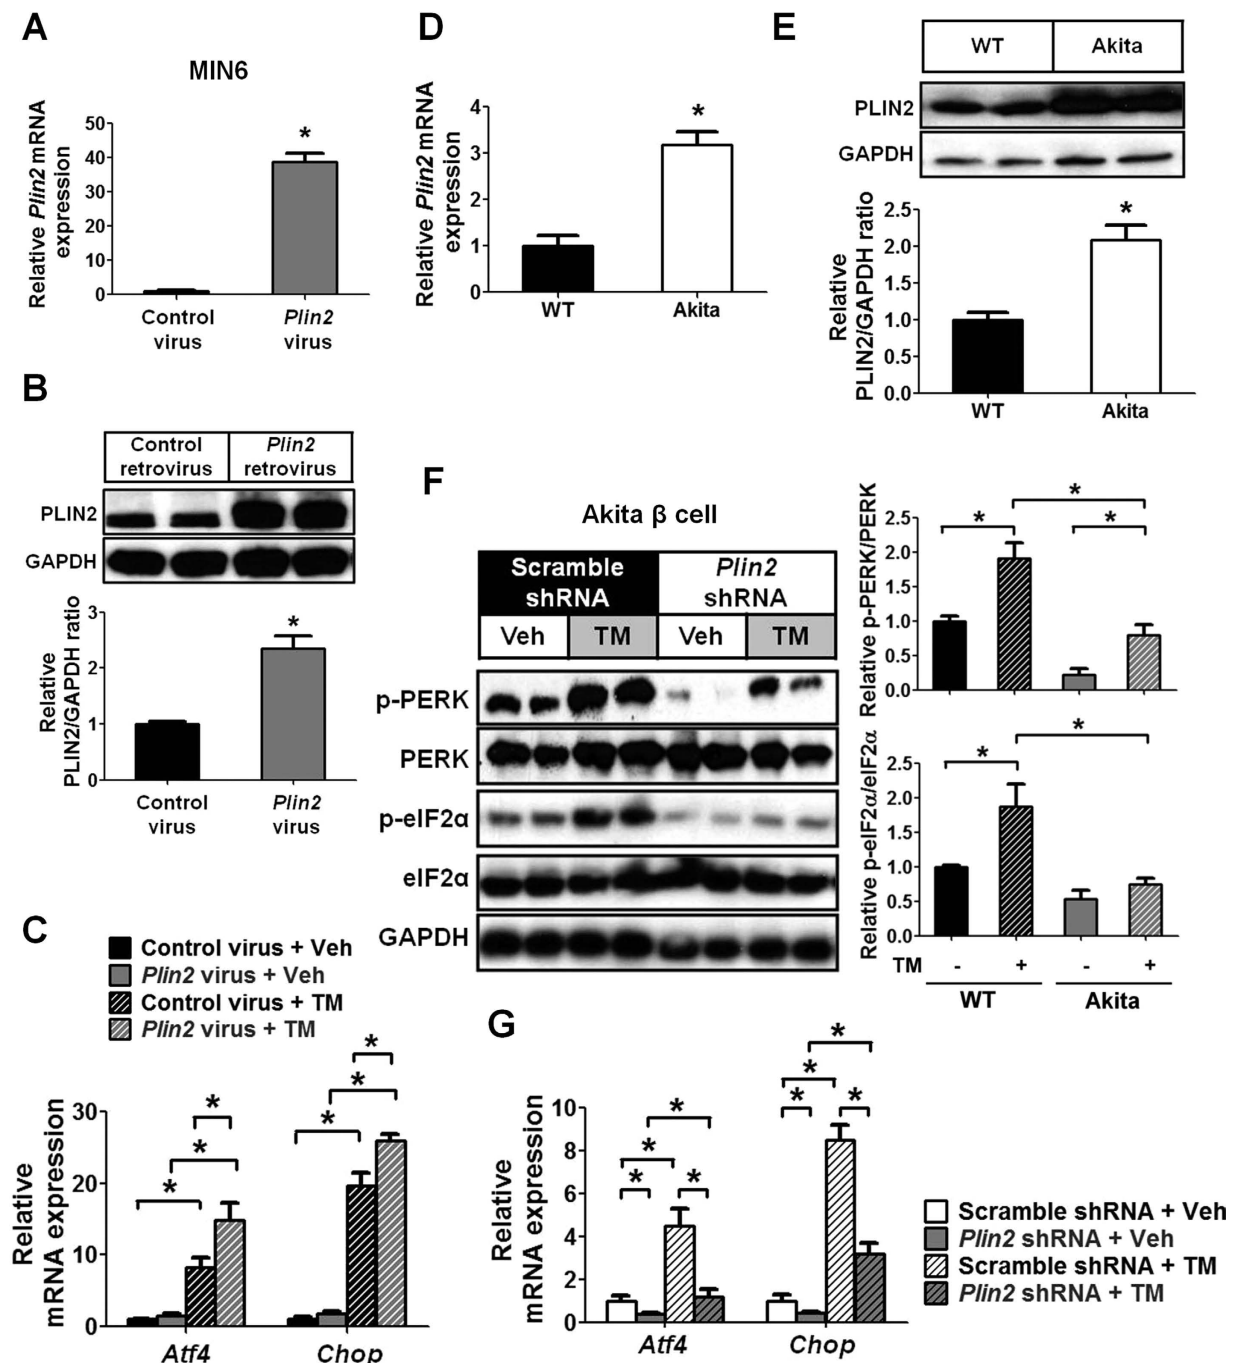 A
MIN6
Relative Plin2 mRNA
expression
50
40
30
20
10
0
*
Control
virus
Plin2
virus
B
Control
retrovirus
Plin2
retrovirus
PLIN2
GAPDH
Relative
PLIN2/GAPDH ratio
3
2
1
0
*
Control
virus
Plin2
virus
C
Control virus + Veh
Plin2 virus + Veh
Control virus + TM
Plin2 virus + TM
Relative
mRNA expression
30
20
10
0
*
*
*
*
*
*
Atf4
Chop
D
Relative Plin2 mRNA
expression
4
3
2
1
0
*
WT
Akita
E
WT
Akita
PLIN2
GAPDH
Relative
PLIN2/GAPDH ratio
2.5
2.0
1.5
1.0
0.5
0.0
*
WT
Akita
F
Akita β cell
Scramble
shRNA
Plin2
shRNA
Veh
TM
Veh
TM
p-PERK
PERK
p-eIF2α
eIF2α
GAPDH
Relative p-PERK/PERK
2.5
2.0
1.5
1.0
0.5
0.0
*
*
*
Relative p-eIF2α/eIF2α
2.5
2.0
1.5
1.0
0.5
0.0
*
*
TM - + - +
WT
Akita
G
Relative
mRNA expression
10
8
6
4
2
0
*
*
*
*
*
*
*
*
Atf4
Chop
Scramble shRNA + Veh
Plin2 shRNA + Veh
Scramble shRNA + TM
Plin2 shRNA + TM